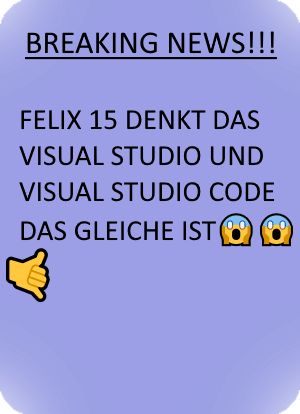 BREAKING NEWS!!!
FELIX 15 DENKT DAS
VISUAL STUDIO UND
VISUAL STUDIO CODE
DAS GLEICHE IST😱😱
🤙